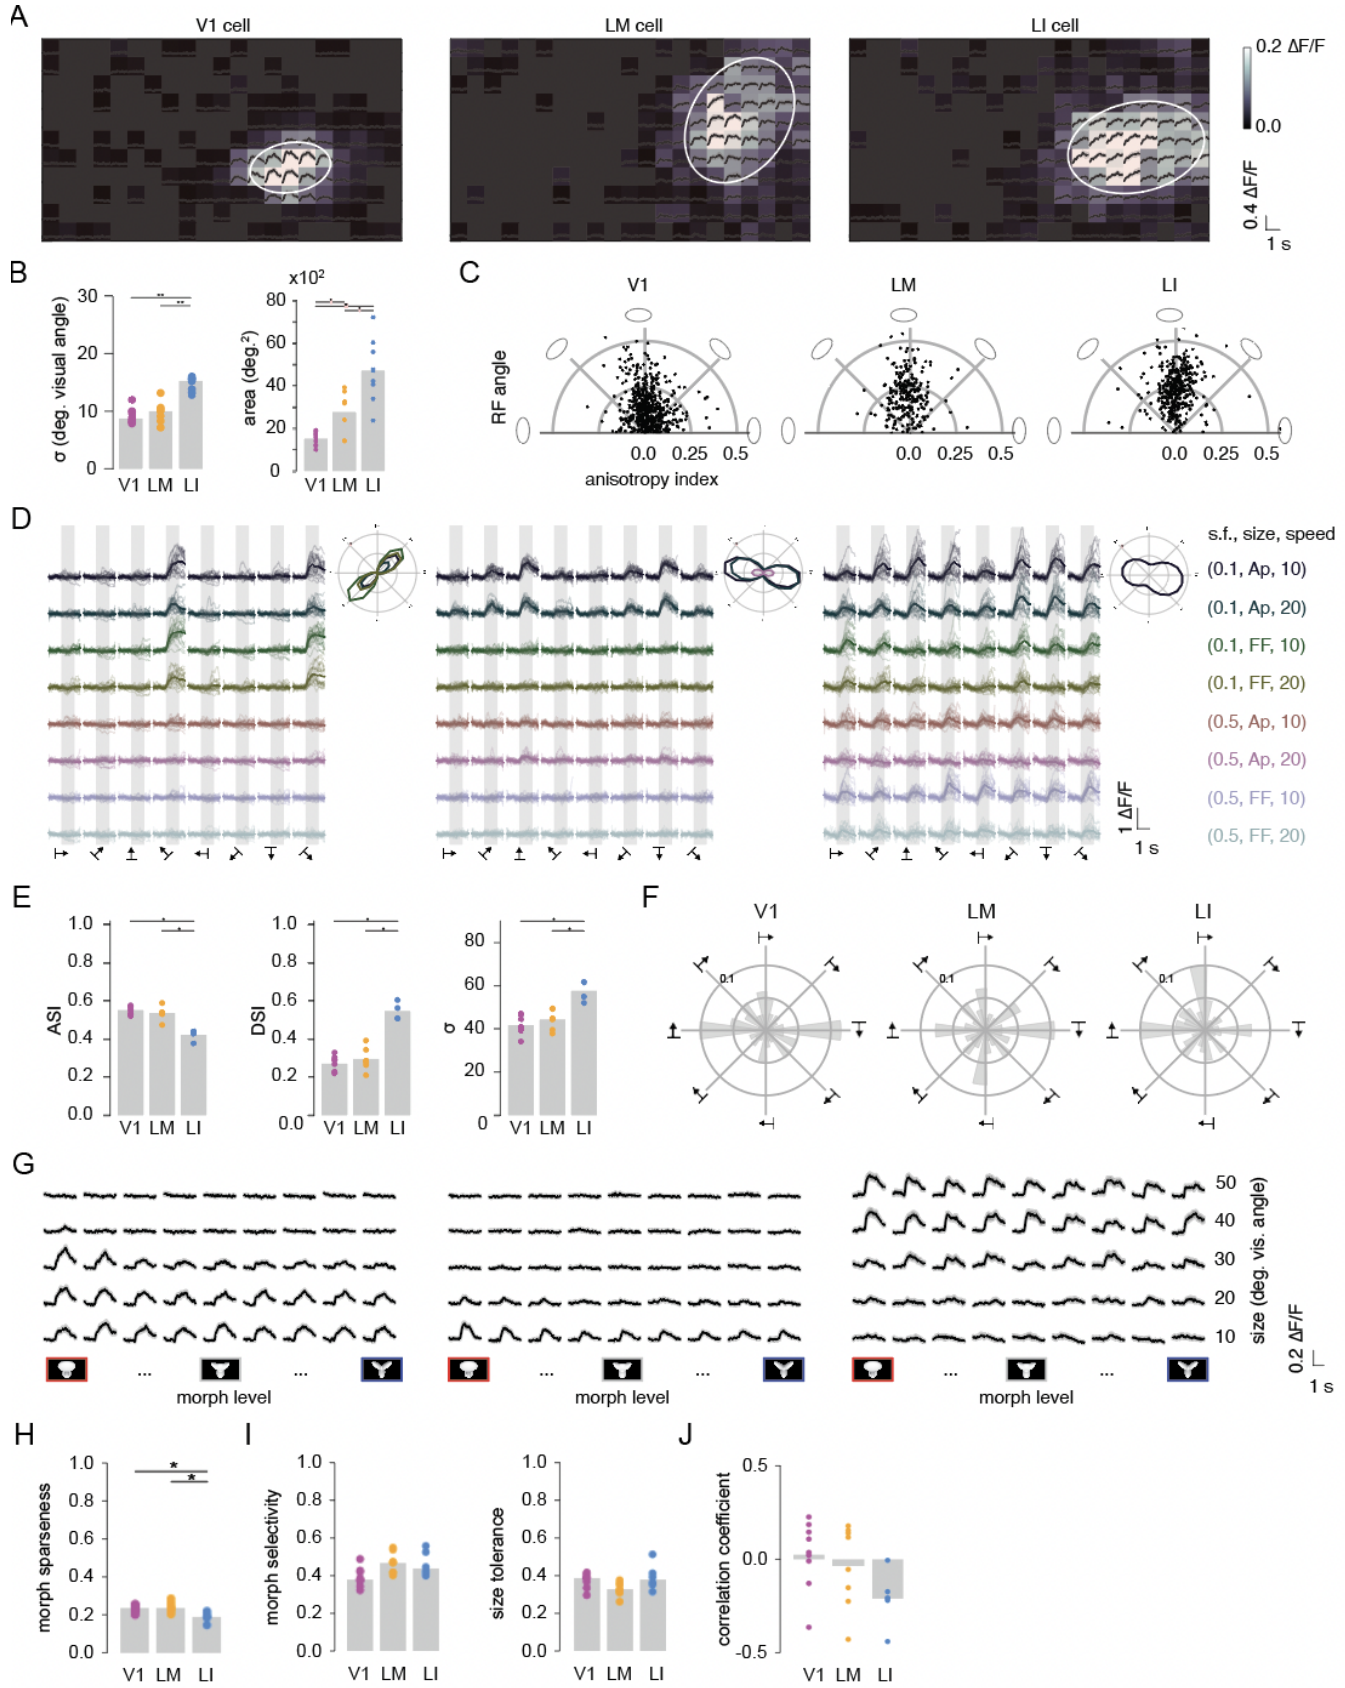 A
V1 cell
LM cell
LI cell
0.2 ΔF/F
0.0
0.4 ΔF/F
1 s
B
σ (deg. visual angle)
30
20
10
0
**
**
V1 LM LI
x10²
area (deg.²)
80
60
40
20
0
V1 LM LI
C
V1
LM
LI
RF angle
0.0 0.25 0.5
0.0 0.25 0.5
0.0 0.25 0.5
anisotropy index
D
s.f., size, speed
(0.1, Ap, 10)
(0.1, Ap, 20)
(0.1, FF, 10)
(0.1, FF, 20)
(0.5, Ap, 10)
(0.5, Ap, 20)
(0.5, FF, 10)
(0.5, FF, 20)
1 ΔF/F
1 s
E
ASI
1.0
0.8
0.6
0.4
0.2
0.0
*
*
V1 LM LI
DSI
1.0
0.8
0.6
0.4
0.2
0.0
*
*
V1 LM LI
σ
80
60
40
20
0
*
*
V1 LM LI
F
V1
LM
LI
0.1
0.1
0.1
G
50
40
30
20
10
size (deg. vis. angle)
0.2 ΔF/F
1 s
... ...
... ...
... ...
morph level
morph level
morph level
H
morph sparseness
1.0
0.8
0.6
0.4
0.2
0.0
*
*
V1 LM LI
I
morph selectivity
1.0
0.8
0.6
0.4
0.2
0.0
V1 LM LI
size tolerance
1.0
0.8
0.6
0.4
0.2
0.0
V1 LM LI
J
correlation coefficient
0.5
0.0
-0.5
V1 LM LI